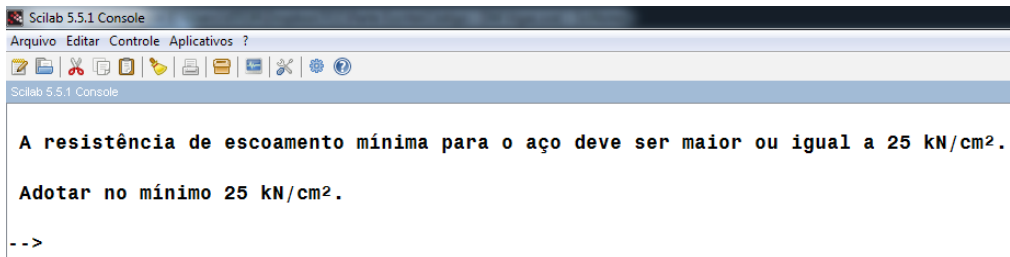 Scilab 5.5.1 Console
Arquivo Editar Controle Aplicativos ?
Scilab 5.5.1 Console
A resistência de escoamento mínima para o aço deve ser maior ou igual a 25 kN/cm².
Adotar no mínimo 25 kN/cm².
-->